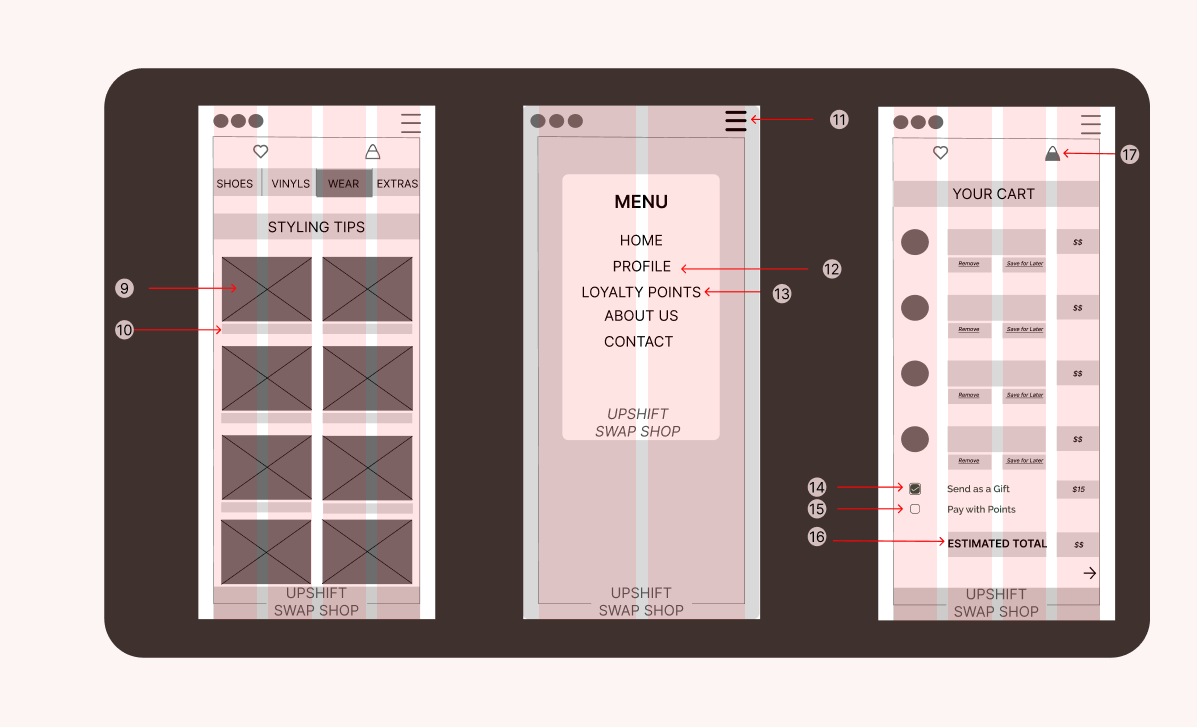 SHOES VINYLS WEAR EXTRAS
STYLING TIPS
9
10
UPSHIFT
SWAP SHOP
11
MENU
HOME
PROFILE
12
LOYALTY POINTS
13
ABOUT US
CONTACT
UPSHIFT
SWAP SHOP
UPSHIFT
SWAP SHOP
17
YOUR CART
$$
Remove Save for Later
$$
Remove Save for Later
$$
Remove Save for Later
$$
Remove Save for Later
14
Send as a Gift $15
15
Pay with Points
16
ESTIMATED TOTAL $$
UPSHIFT
SWAP SHOP